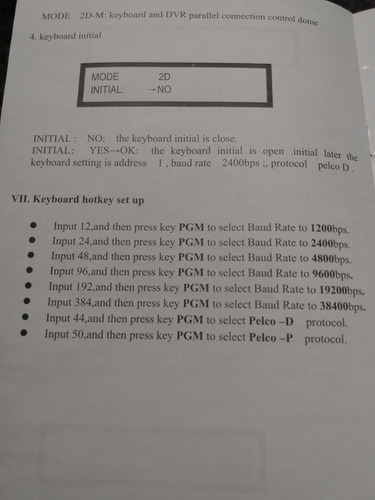 MODE 2D-M: keyboard and DVR parallel connection control dome .
4. keyboard initial
MODE 2D
INITIAL: →NO
INITIAL : NO: the keyboard initial is close.
INITIAL : YES→OK: the keyboard initial is open .initial later the
keyboard setting is address 1 , baud rate 2400bps ;, protocol pelco D .
VII. Keyboard hotkey set up
● Input 12,and then press key PGM to select Baud Rate to 1200bps.
● Input 24,and then press key PGM to select Baud Rate to 2400bps.
● Input 48,and then press key PGM to select Baud Rate to 4800bps.
● Input 96,and then press key PGM to select Baud Rate to 9600bps.
● Input 192,and then press key PGM to select Baud Rate to 19200bps.
● Input 384,and then press key PGM to select Baud Rate to 38400bps.
● Input 44,and then press key PGM to select Pelco –D protocol.
● Input 50,and then press key PGM to select Pelco –P protocol.